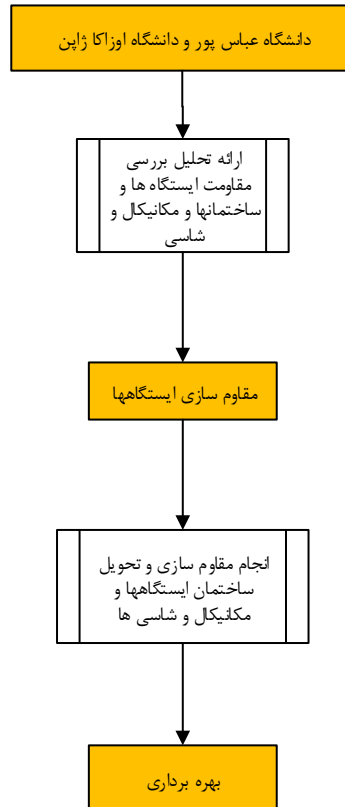 دانشگاه عباس پور و دانشگاه اوزاکا ژاپن
ارائه تحلیل بررسی
مقاومت ایستگاه ها و
ساختمانها و مکانیکال و
شاسی
مقاوم سازی ایستگاهها
انجام مقاوم سازی و تحویل
ساختمان ایستگاهها و
مکانیکال و شاسی ها
بهره برداری